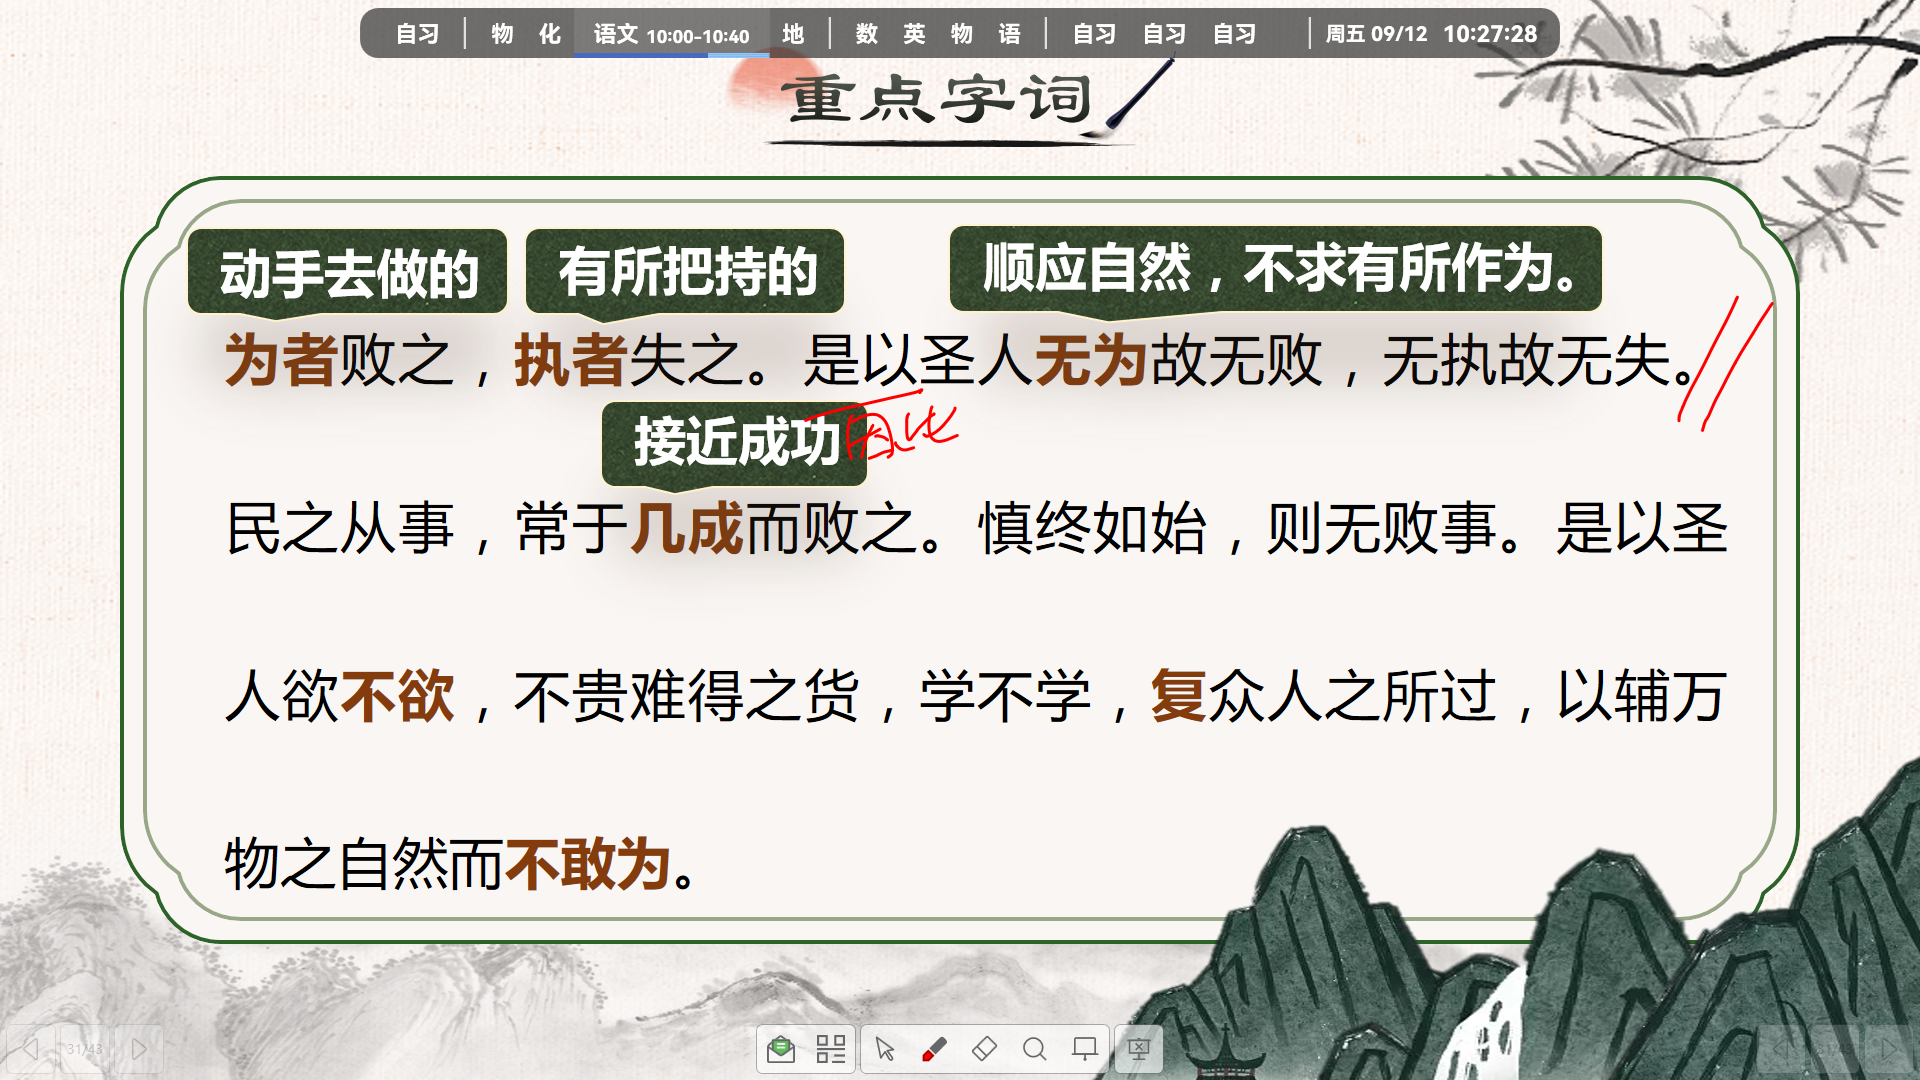 自习 物 化 语文 10:00-10:40 地 数 英 物 语 自习 自习 自习 周五 09/12 10:27:28
重点字词
动手去做的 有所把持的 顺应自然，不求有所作为。
为者败之，执者失之。是以圣人无为故无败，无执故无失。
接近成功
民之从事，常于几成而败之。慎终如始，则无败事。是以圣
人欲不欲，不贵难得之货，学不学，复众人之所过，以辅万
物之自然而不敢为。
31/43